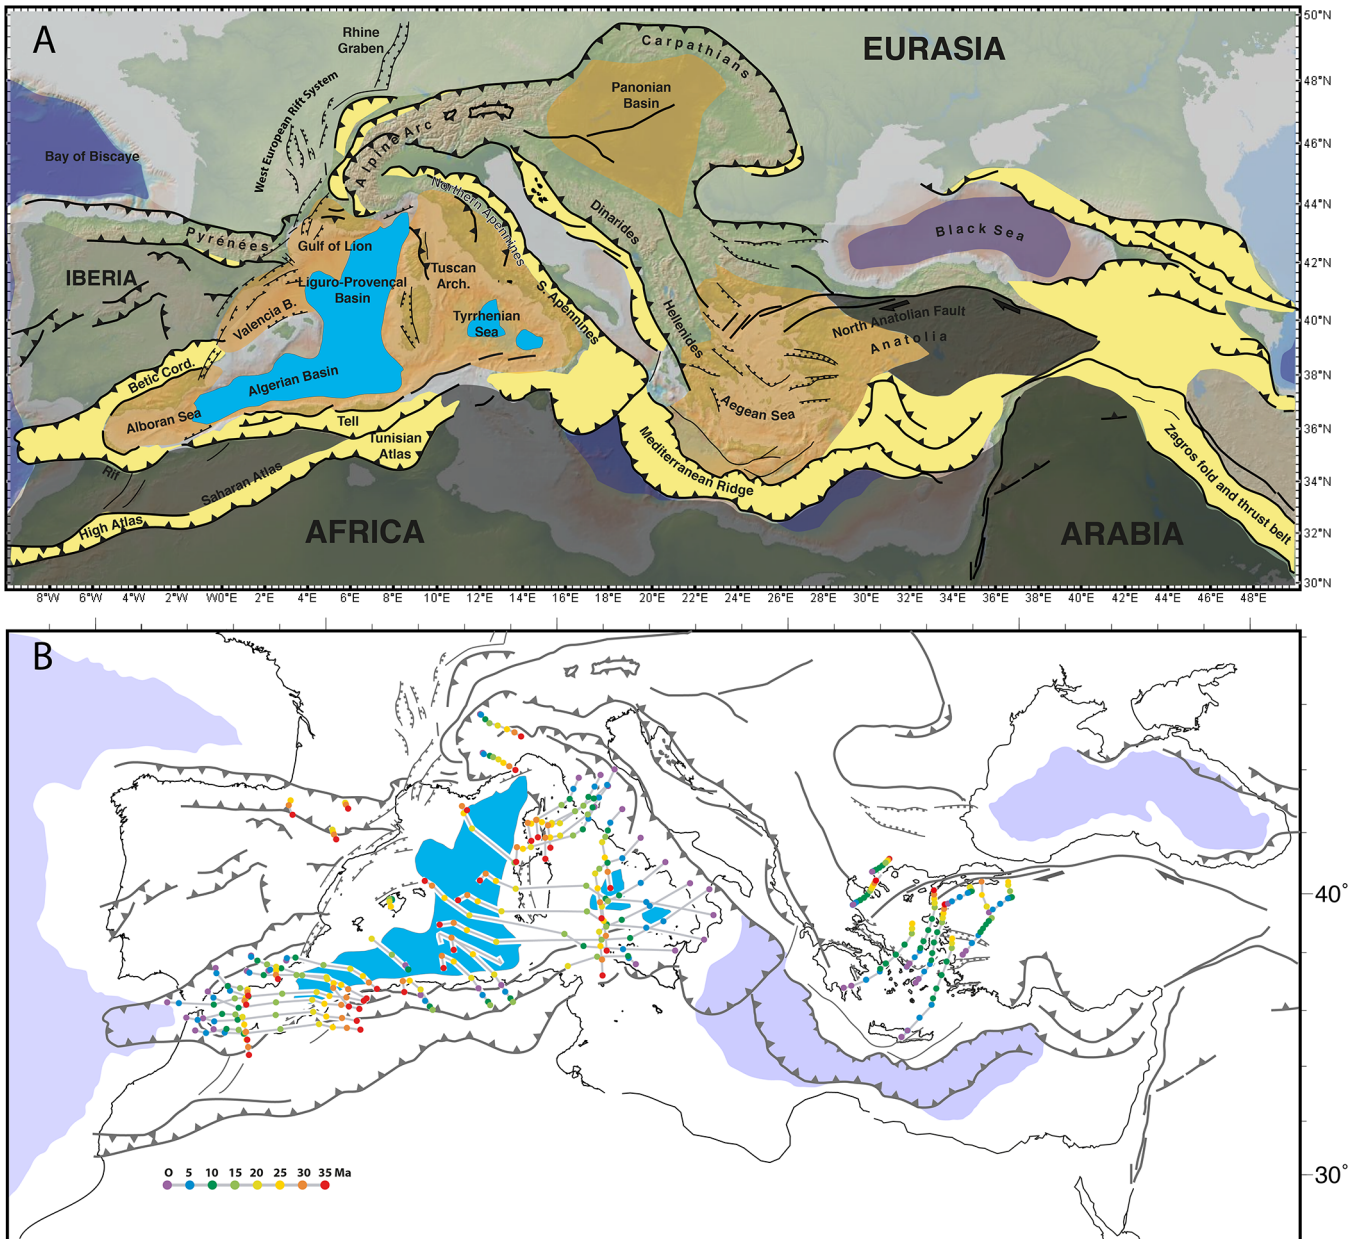 A
Rhine
Graben
Carpathians
EURASIA
50°N
48°N
46°N
44°N
42°N
40°N
38°N
36°N
34°N
32°N
30°N
Panonian
Basin
West European Rift System
Alpine Arc
Bay of Biscaye
Northern Apennines
Dinarides
Pyrénées
Gulf of Lion
Black Sea
IBERIA
Liguro-Provençal
Basin
Tuscan
Arch.
S. Apennines
Valencia B.
Tyrrhenian
Sea
Hellenides
North Anatolian Fault
Anatolia
Betic Cord.
Algerian Basin
Alboran Sea
Aegean Sea
Tell
Tunisian
Atlas
Rif
Saharan Atlas
Mediterranean Ridge
Zagros fold and thrust belt
High Atlas
AFRICA
ARABIA
8°W 6°W 4°W 2°W W0°E 2°E 4°E 6°E 8°E 10°E 12°E 14°E 16°E 18°E 20°E 22°E 24°E 26°E 28°E 30°E 32°E 34°E 36°E 38°E 40°E 42°E 44°E 46°E 48°E
B
40°
30°
0 5 10 15 20 25 30 35 Ma